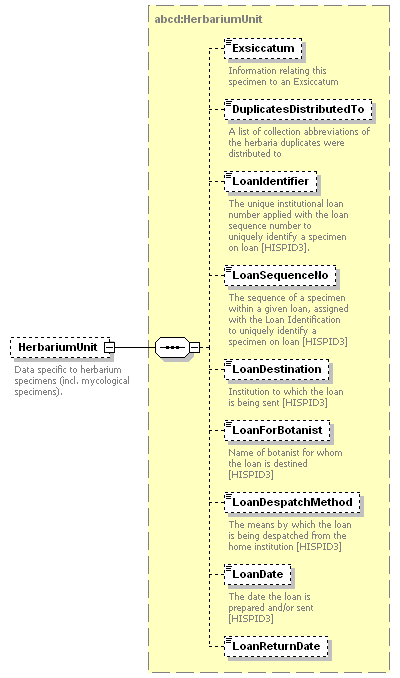 abcd:HerbariumUnit
Exsiccatum
Information relating this
specimen to an Exsiccatum
DuplicatesDistributedTo
A list of collection abbreviations of
the herbaria duplicates were
distributed to
LoanIdentifier
The unique institutional loan
number applied with the loan
sequence number to
uniquely identify a specimen
on loan [HISPID3].
LoanSequenceNo
The sequence of a specimen
within a given loan, assigned
with the Loan Identification
to uniquely identify a
specimen on loan [HISPID3]
HerbariumUnit
Data specific to herbarium
specimens (incl. mycological
specimens).
LoanDestination
Institution to which the loan
is being sent [HISPID3]
LoanForBotanist
Name of botanist for whom
the loan is destined
[HISPID3]
LoanDespatchMethod
The means by which the loan
is being despatched from the
home institution [HISPID3]
LoanDate
The date the loan is
prepared and/or sent
[HISPID3]
LoanReturnDate